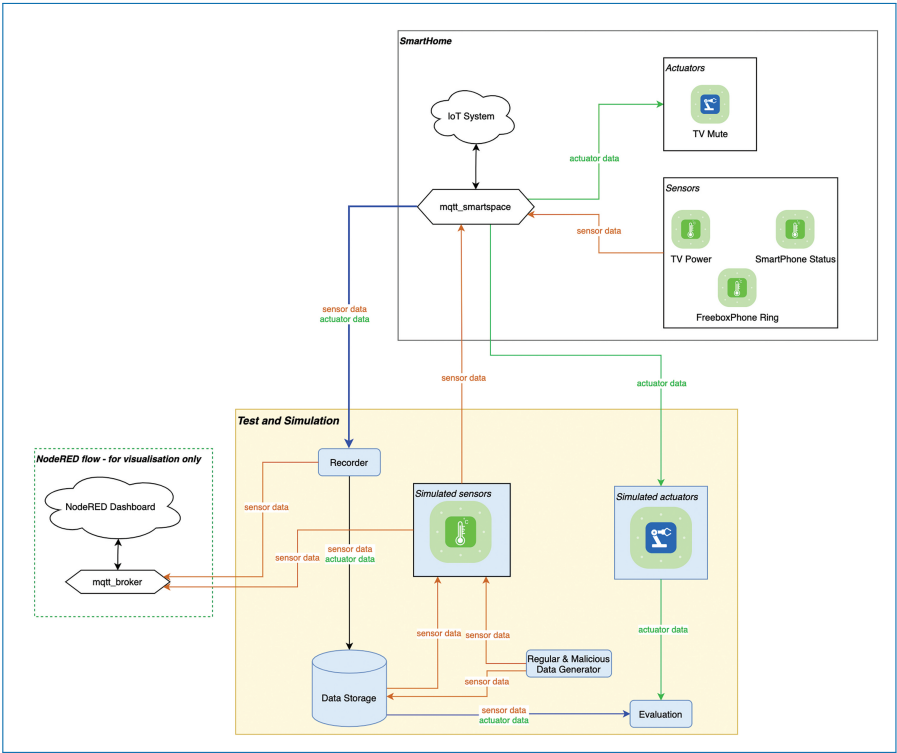 SmartHome
Actuators
IoT System
TV Mute
actuator data
Sensors
mqtt_smartspace
sensor data
TV Power
SmartPhone Status
FreeboxPhone Ring
sensor data
actuator data
sensor data
actuator data
Test and Simulation
NodeRED flow - for visualisation only
Recorder
Simulated sensors
Simulated actuators
NodeRED Dashboard
sensor data
sensor data
sensor data
actuator data
mqtt_broker
actuator data
sensor data
sensor data
Regular & Malicious
Data Generator
sensor data
Data Storage
sensor data
actuator data
Evaluation